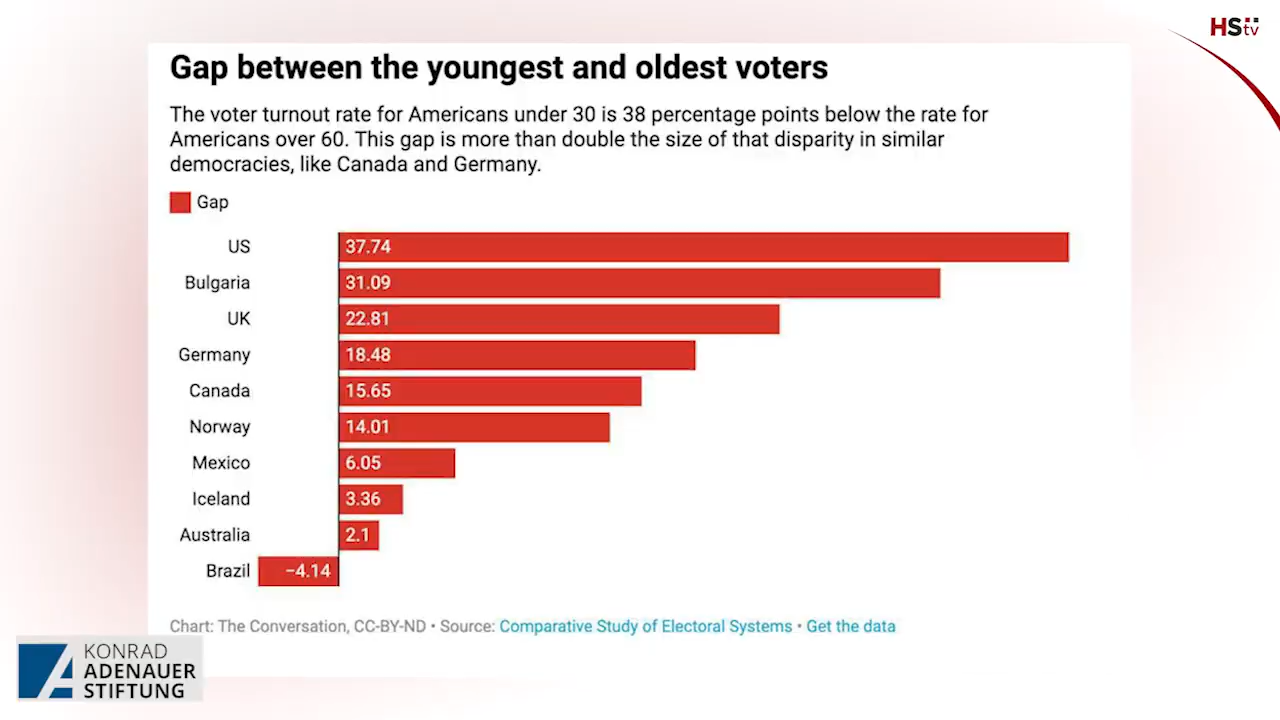 HS tv
Gap between the youngest and oldest voters
The voter turnout rate for Americans under 30 is 38 percentage points below the rate for
Americans over 60. This gap is more than double the size of that disparity in similar
democracies, like Canada and Germany.
Gap
US 37.74
Bulgaria 31.09
UK 22.81
Germany 18.48
Canada 15.65
Norway 14.01
Mexico 6.05
Iceland 3.36
Australia 2.1
Brazil −4.14
Chart: The Conversation, CC-BY-ND • Source: Comparative Study of Electoral Systems • Get the data
KONRAD
ADENAUER
STIFTUNG